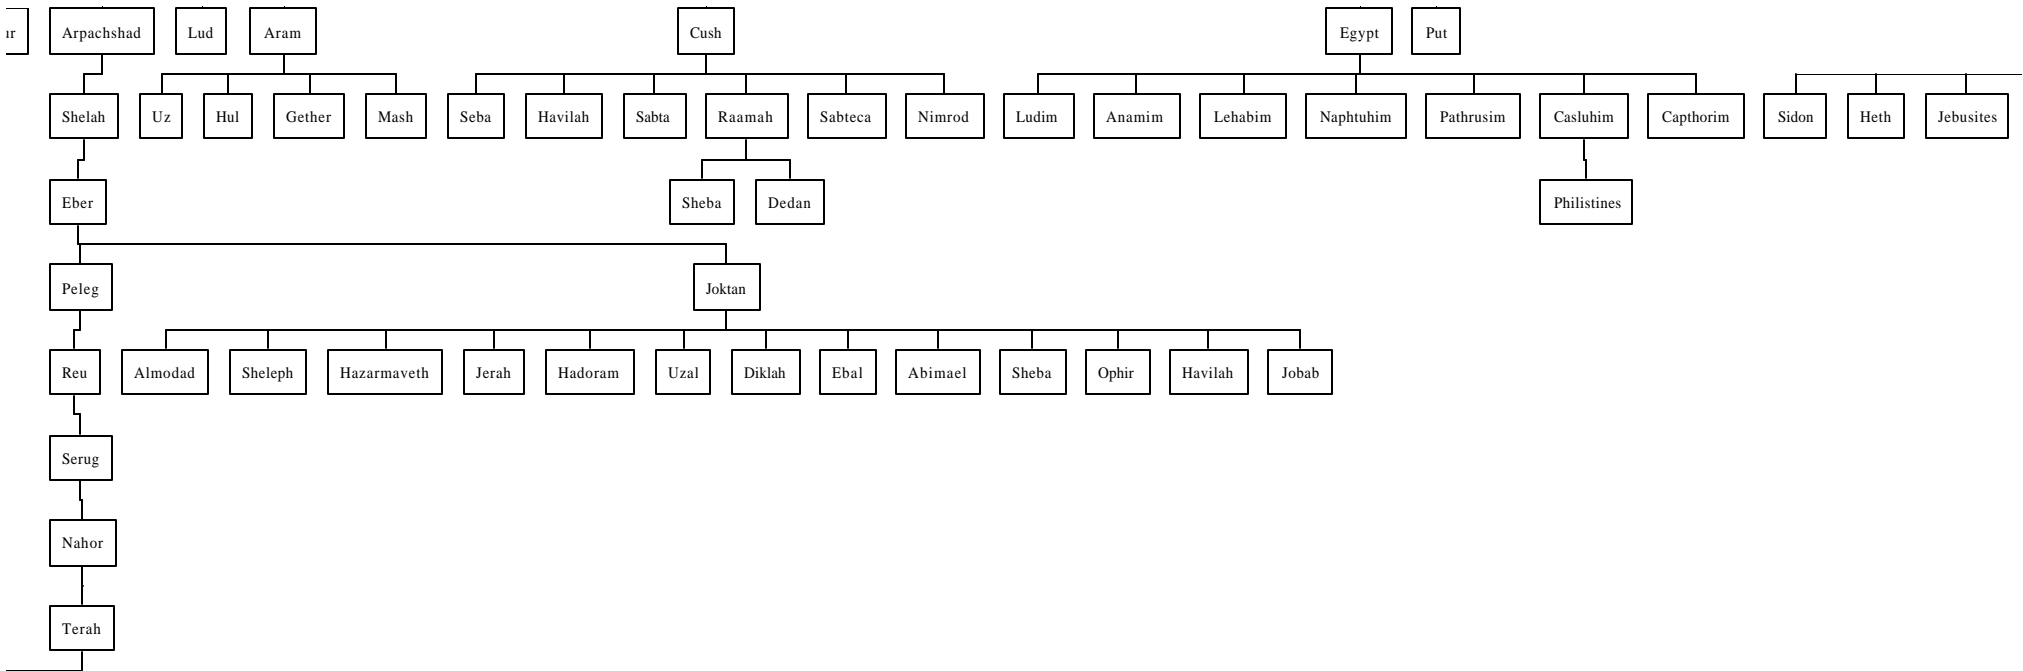 ur Arpachshad Lud Aram Cush Egypt Put
Shelah Uz Hul Gether Mash Seba Havilah Sabta Raamah Sabteca Nimrod Ludim Anamim Lehabim Naphtuhim Pathrusim Casluhim Capthorim Sidon Heth Jebusites
Eber Sheba Dedan Philistines
Peleg Joktan
Reu Almodad Sheleph Hazarmaveth Jerah Hadoram Uzal Diklah Ebal Abimael Sheba Ophir Havilah Jobab
Serug
Nahor
Terah